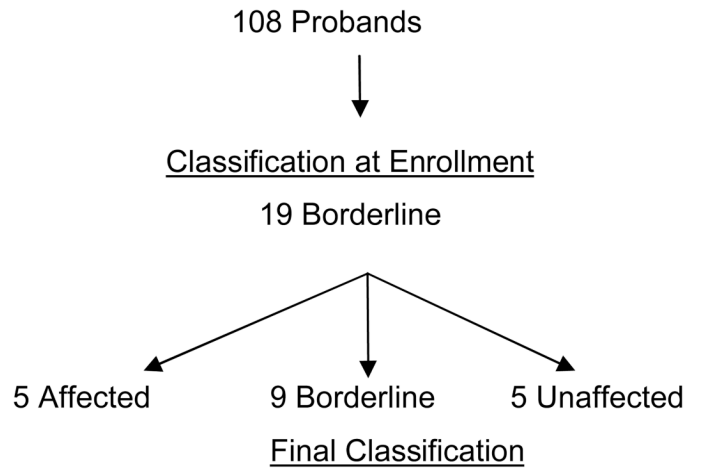 108 Probands
Classification at Enrollment
19 Borderline
5 Affected 9 Borderline 5 Unaffected
Final Classification